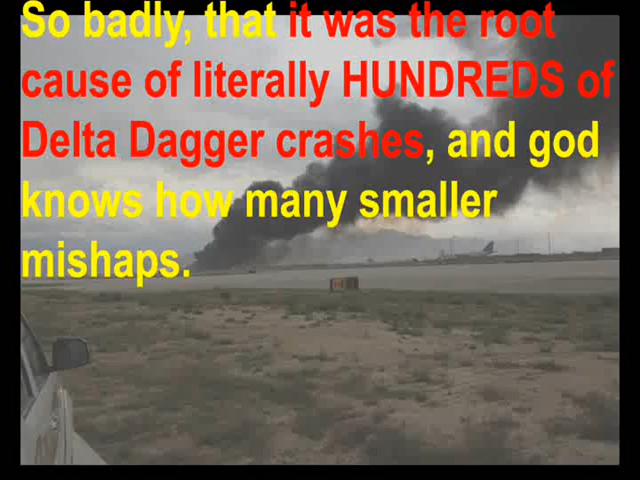 So badly, that it was the root
cause of literally HUNDREDS of
Delta Dagger crashes, and god
knows how many smaller
mishaps.